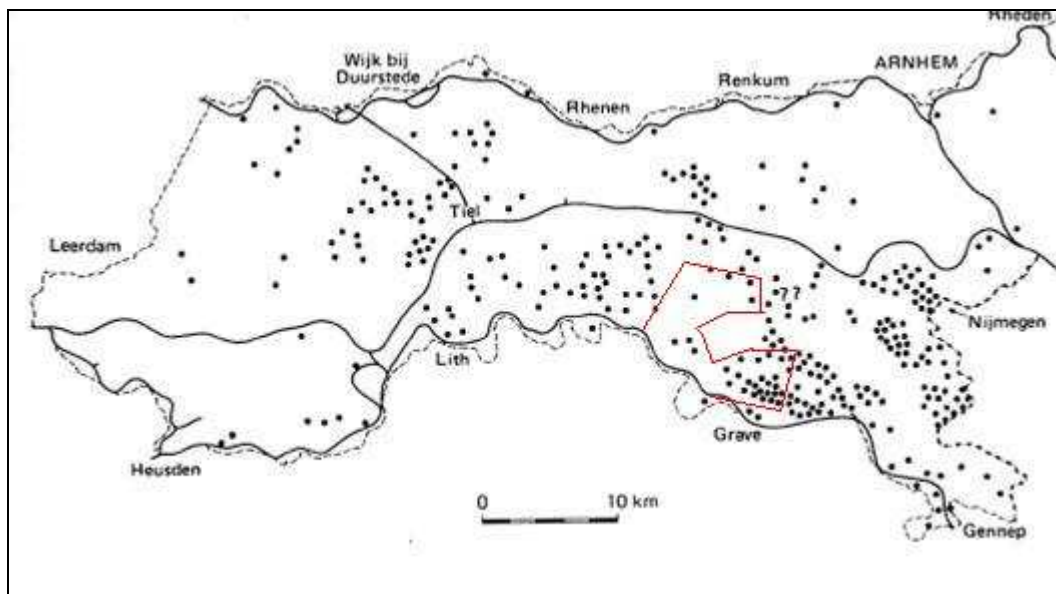 Rheden
Wijk bij
Duurstede
Renkum
ARNHEM
Rhenen
Tiel
Leerdam
??
Nijmegen
Lith
Grave
Heusden
0 10 km
Gennep